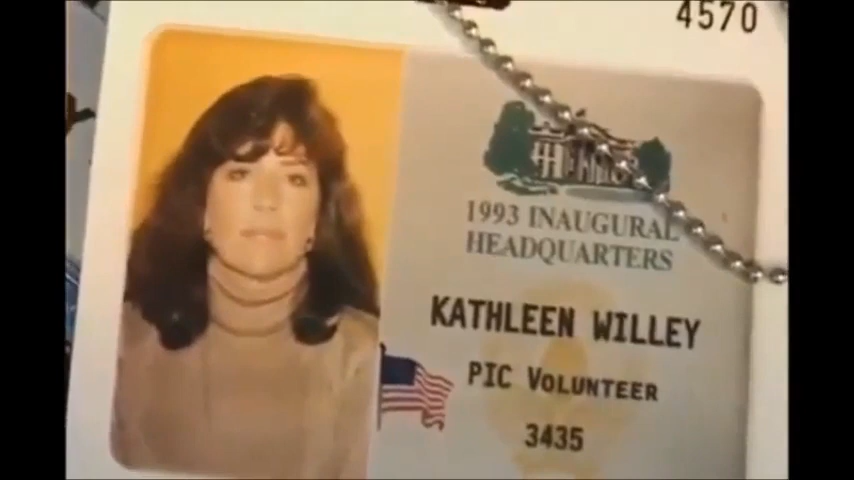 4570
1993 INAUGURAL
HEADQUARTERS
KATHLEEN WILLEY
PIC VOLUNTEER
3435